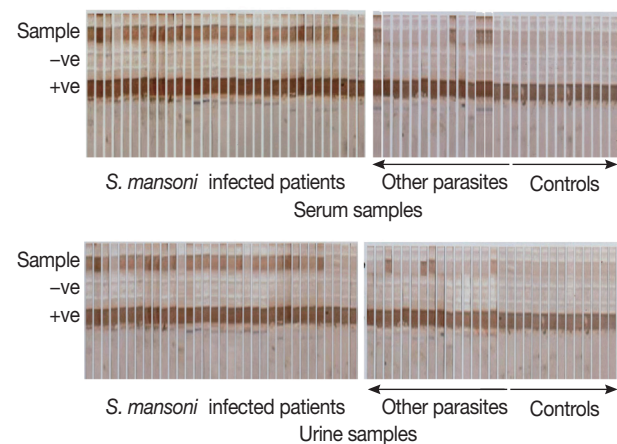 Sample
–ve
+ve
S. mansoni infected patients
Other parasites Controls
Serum samples
Sample
–ve
+ve
S. mansoni infected patients
Other parasites Controls
Urine samples